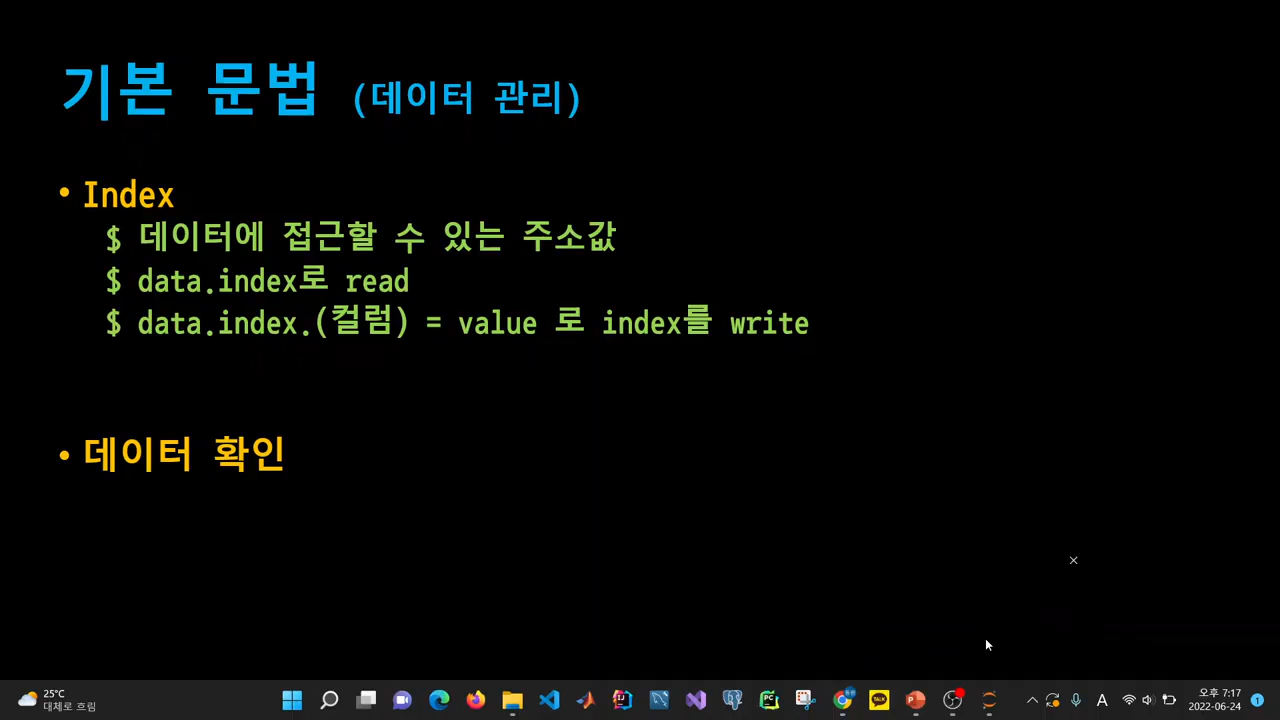 기본 문법 (데이터 관리)
• Index
$ 데이터에 접근할 수 있는 주소값
$ data.index로 read
$ data.index.(컬럼) = value 로 index를 write
• 데이터 확인
25°C
대체로 흐림
A
오후 7:17
2022-06-24
1